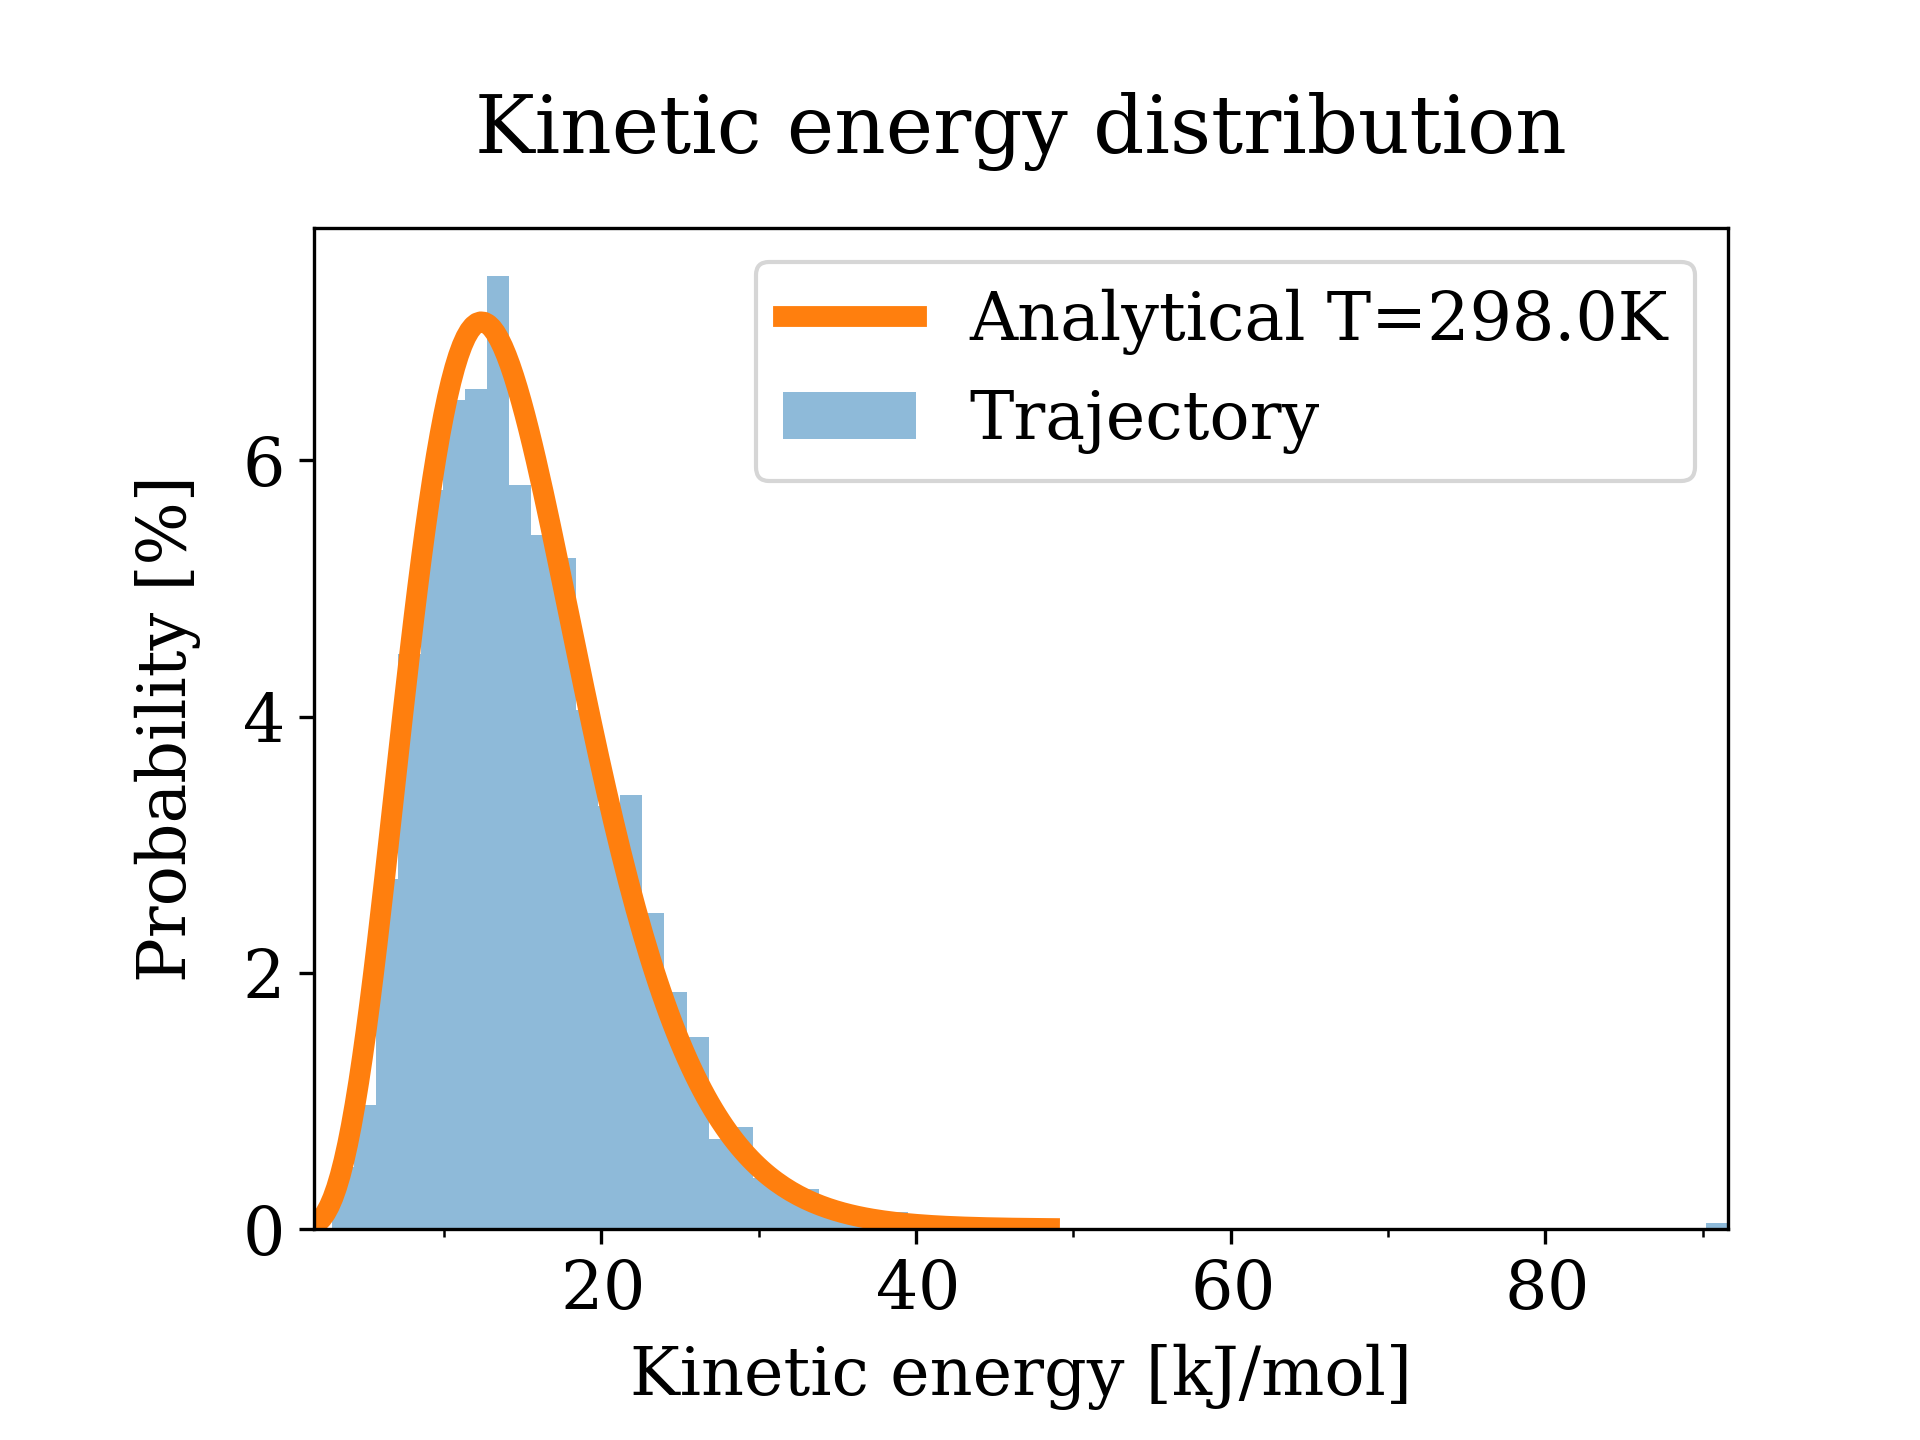 Kinetic energy distribution
Analytical T=298.0K
Trajectory
Probability [%]
6
4
2
0
20 40 60 80
Kinetic energy [kJ/mol]